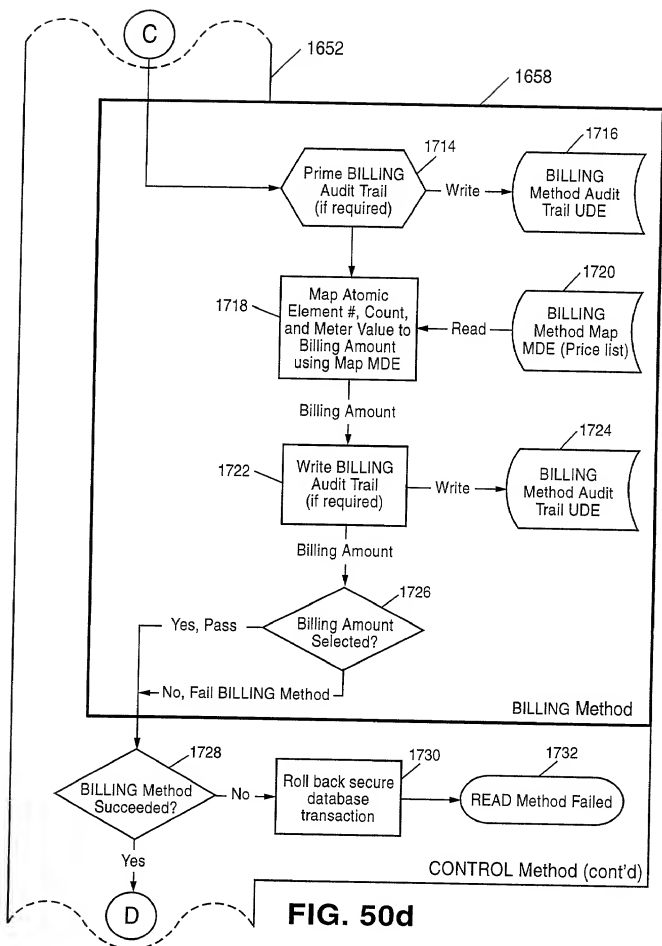 C
1652
1658
1714
Prime BILLING
Audit Trail
(if required)
Write
1716
BILLING
Method Audit
Trail UDE
1718
Map Atomic
Element #, Count,
and Meter Value to
Billing Amount
using Map MDE
Read
1720
BILLING
Method Map
MDE (Price list)
Billing Amount
1722
Write BILLING
Audit Trail
(if required)
Write
1724
BILLING
Method Audit
Trail UDE
Billing Amount
1726
Billing Amount
Selected?
Yes, Pass
No, Fail BILLING Method
BILLING Method
1728
BILLING Method
Succeeded?
No
1730
Roll back secure
database
transaction
1732
READ Method Failed
Yes
CONTROL Method (cont'd)
D
FIG. 50d